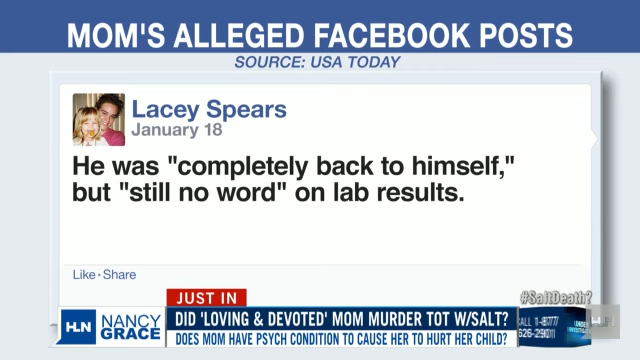 MOM'S ALLEGED FACEBOOK POSTS
SOURCE: USA TODAY
Lacey Spears
January 18
He was "completely back to himself,"
but "still no word" on lab results.
Like · Share
JUST IN
#SaltDeath?
HLN NANCY GRACE
DID 'LOVING & DEVOTED' MOM MURDER TOT W/SALT?
DOES MOM HAVE PSYCH CONDITION TO CAUSE HER TO HURT HER CHILD?